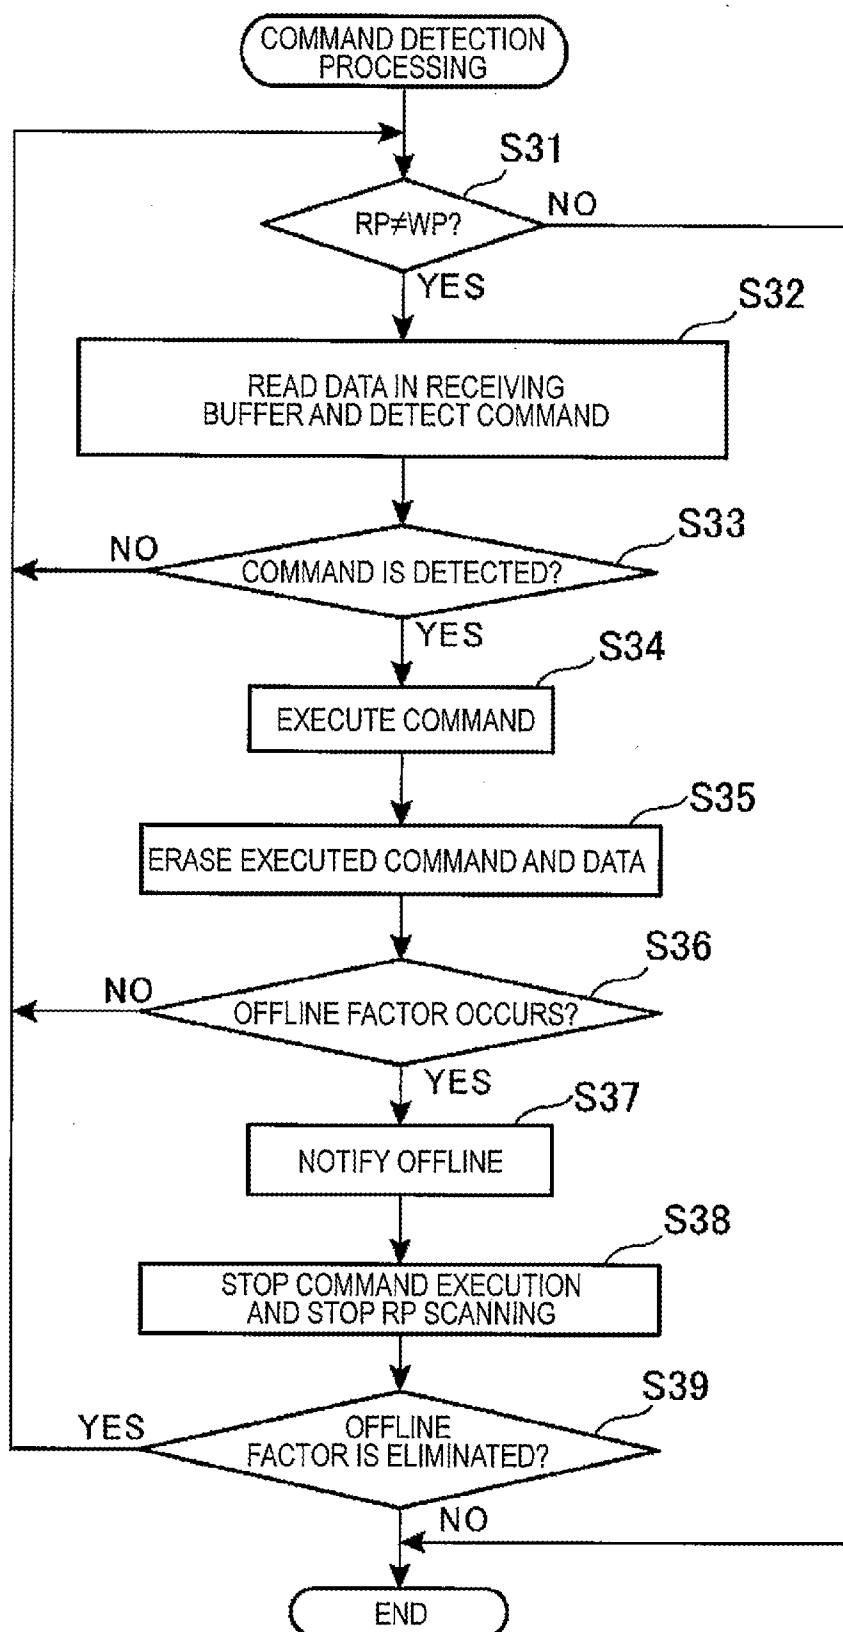 COMMAND DETECTION
PROCESSING
S31
RP≠WP?
NO
YES
S32
READ DATA IN RECEIVING
BUFFER AND DETECT COMMAND
S33
NO
COMMAND IS DETECTED?
YES
S34
EXECUTE COMMAND
S35
ERASE EXECUTED COMMAND AND DATA
S36
NO
OFFLINE FACTOR OCCURS?
YES
S37
NOTIFY OFFLINE
S38
STOP COMMAND EXECUTION
AND STOP RP SCANNING
S39
YES
OFFLINE
FACTOR IS ELIMINATED?
NO
END